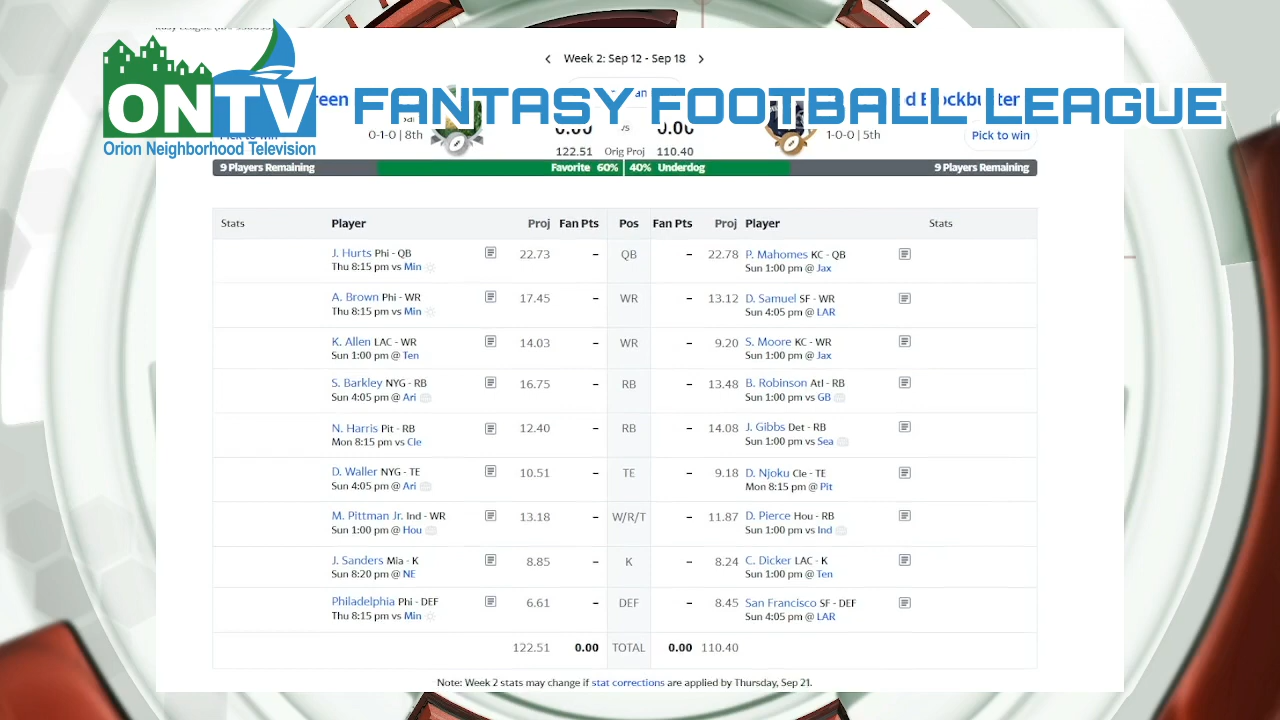 Week 2: Sep 12 - Sep 18
ONTV FANTASY FOOTBALL LEAGUE
Orion Neighborhood Television
0-1-0 | 8th
0.00 vs 0.00
1-0-0 | 5th
Pick to win
Pick to win
122.51 Orig Proj 110.40
9 Players Remaining Favorite 60% 40% Underdog 9 Players Remaining
Stats Player Proj Fan Pts Pos Fan Pts Proj Player Stats
J. Hurts Phi - QB 22.73 – QB – 22.78 P. Mahomes KC - QB
Thu 8:15 pm vs Min Sun 1:00 pm @ Jax
A. Brown Phi - WR 17.45 – WR – 13.12 D. Samuel SF - WR
Thu 8:15 pm vs Min Sun 4:05 pm @ LAR
K. Allen LAC - WR 14.03 – WR – 9.20 S. Moore KC - WR
Sun 1:00 pm @ Ten Sun 1:00 pm @ Jax
S. Barkley NYG - RB 16.75 – RB – 13.48 B. Robinson Atl - RB
Sun 4:05 pm @ Ari Sun 1:00 pm vs GB
N. Harris Pit - RB 12.40 – RB – 14.08 J. Gibbs Det - RB
Mon 8:15 pm vs Cle Sun 1:00 pm vs Sea
D. Waller NYG - TE 10.51 – TE – 9.18 D. Njoku Cle - TE
Sun 4:05 pm @ Ari Mon 8:15 pm @ Pit
M. Pittman Jr. Ind - WR 13.18 – W/R/T – 11.87 D. Pierce Hou - RB
Sun 1:00 pm @ Hou Sun 1:00 pm vs Ind
J. Sanders Mia - K 8.85 – K – 8.24 C. Dicker LAC - K
Sun 8:20 pm @ NE Sun 1:00 pm @ Ten
Philadelphia Phi - DEF 6.61 – DEF – 8.45 San Francisco SF - DEF
Thu 8:15 pm vs Min Sun 4:05 pm @ LAR
122.51 0.00 TOTAL 0.00 110.40
Note: Week 2 stats may change if stat corrections are applied by Thursday, Sep 21.